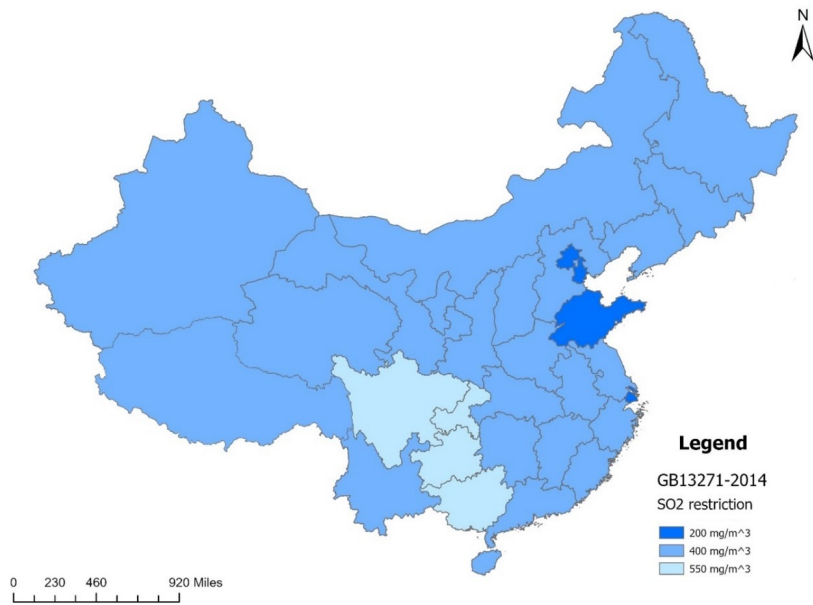 N
Legend
GB13271-2014
SO2 restriction
200 mg/m^3
400 mg/m^3
550 mg/m^3
0 230 460 920 Miles